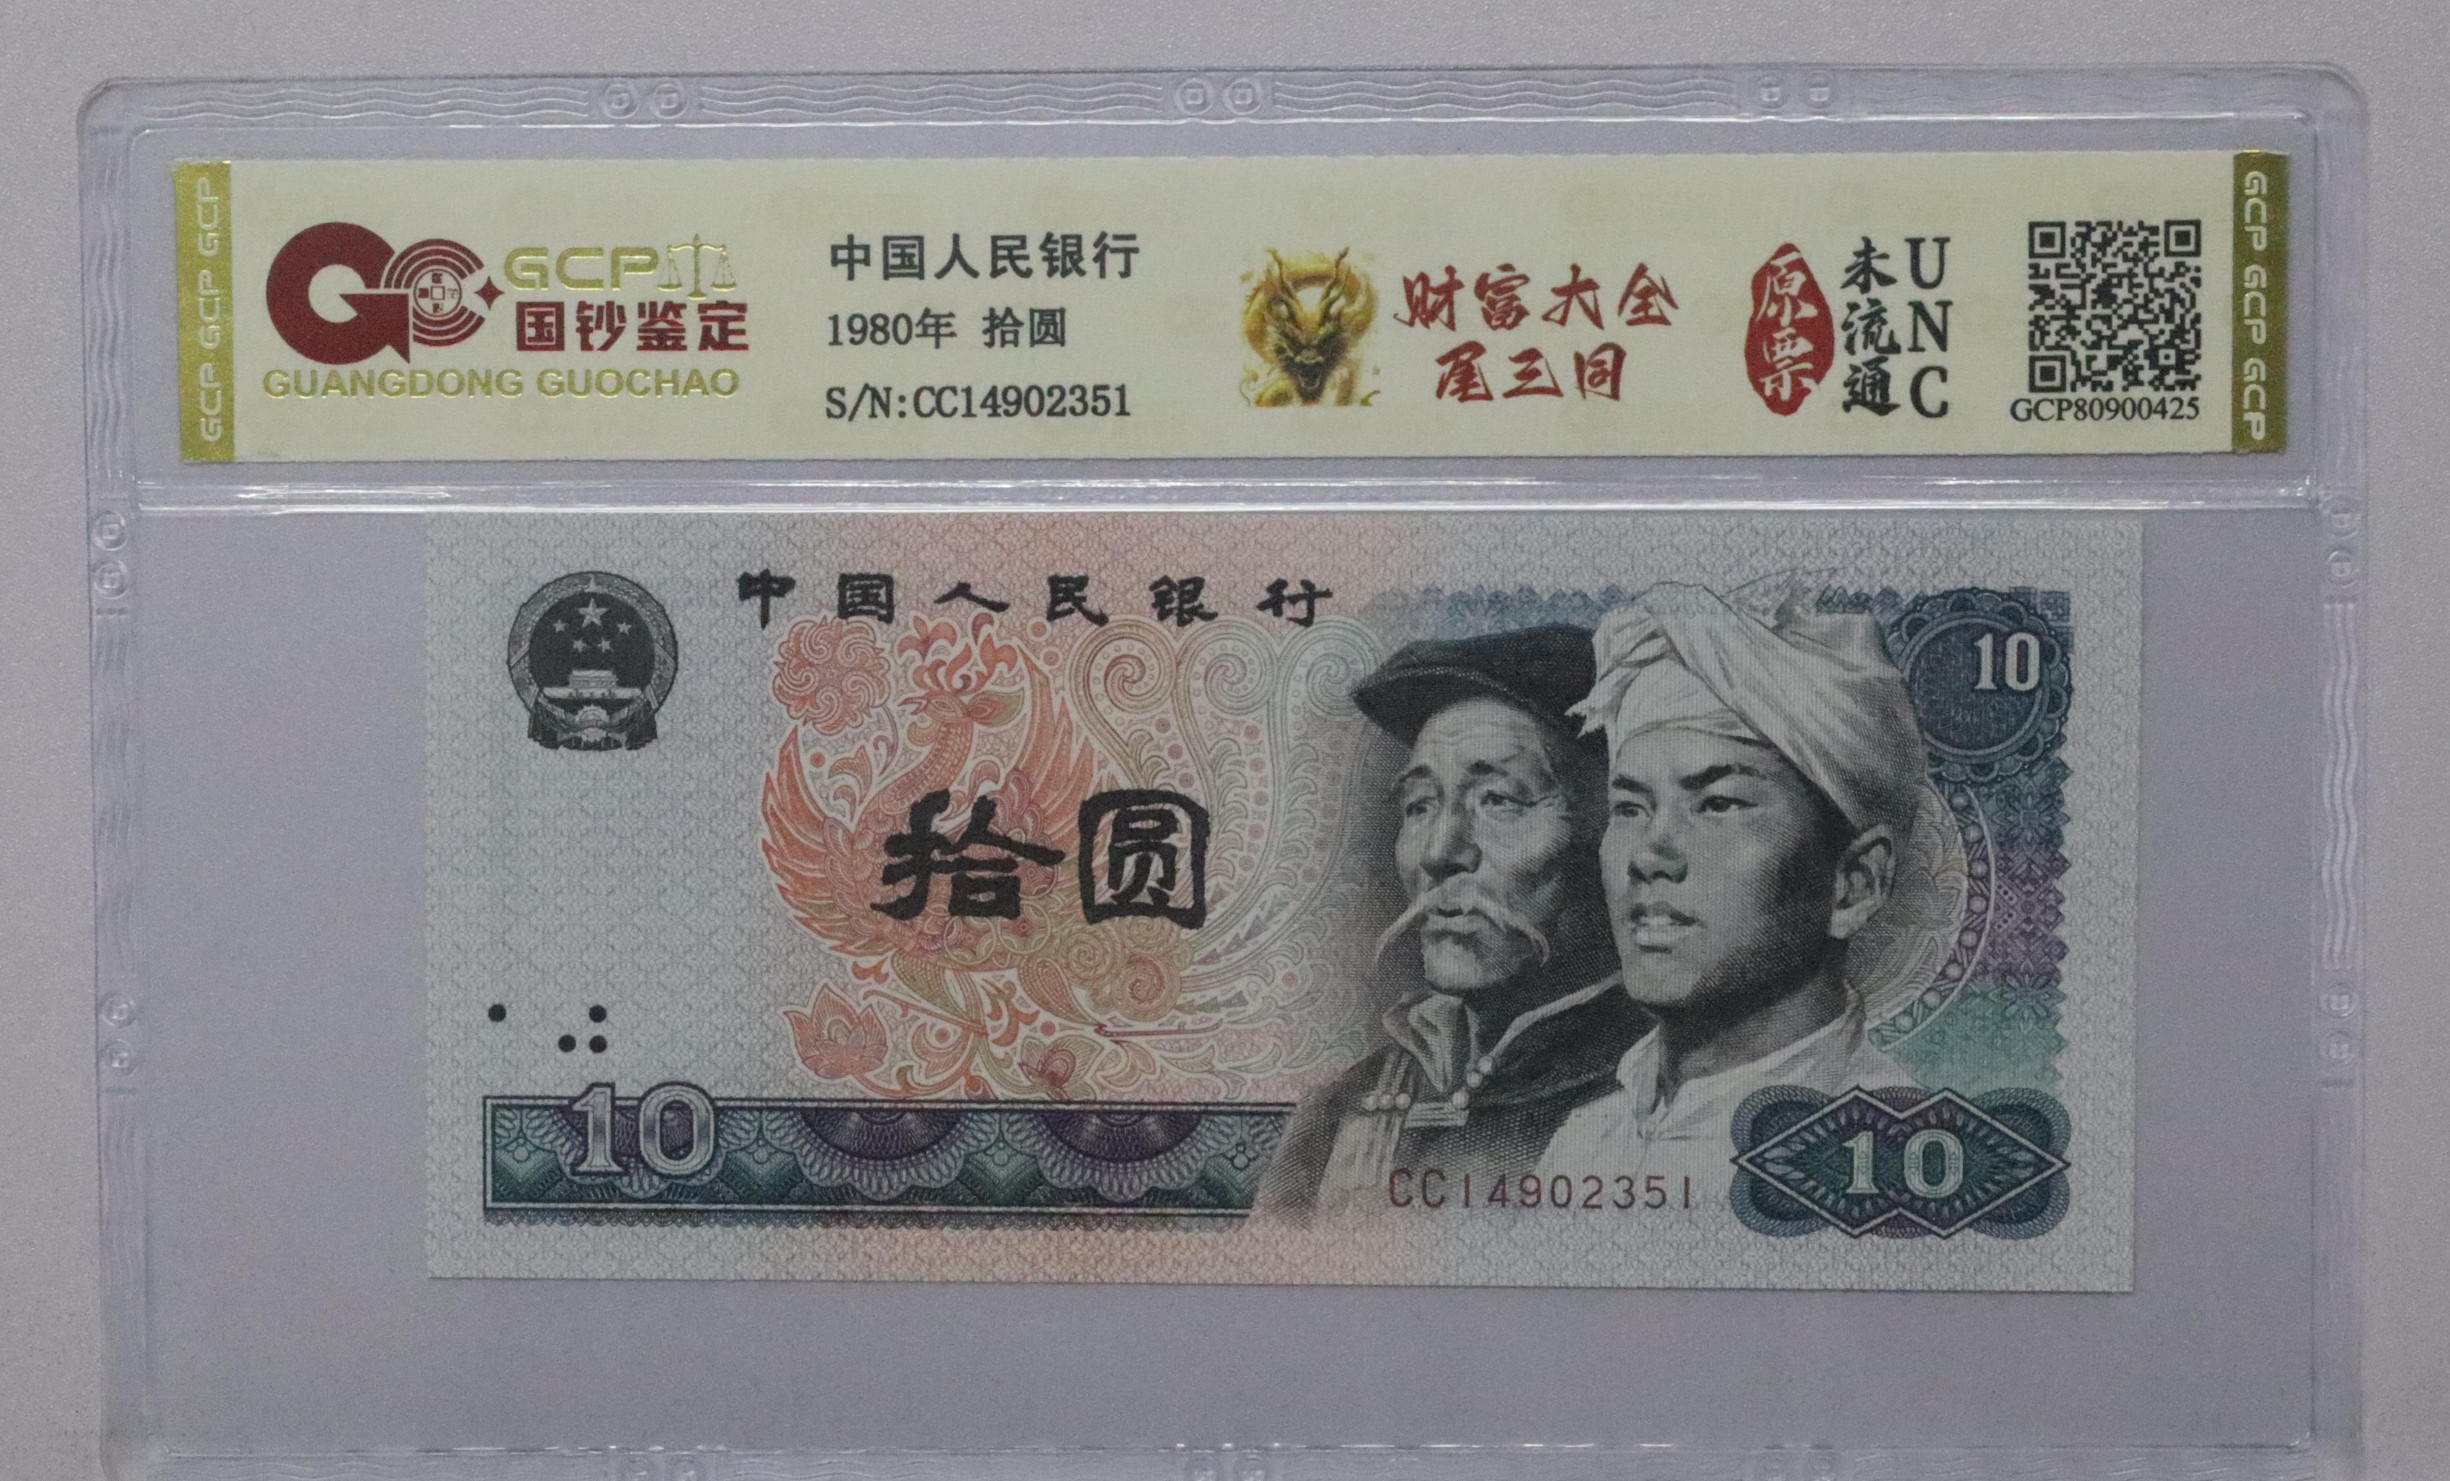 GCP GCP GCP GCP
GCP
国钞鉴定
GUANGDONG GUOCHAO
中国人民银行
1980年 拾圆
S/N:CC14902351
财富大全
尾三同
原票
未流通
UNC
GCP80900425
GCP GCP GCP GCP
中国人民银行
10
拾圆
10
CC14902351
10